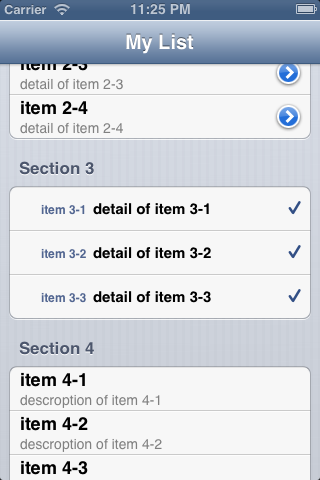 Carrier 11:25 PM
My List
item 2-3
detail of item 2-3
item 2-4
detail of item 2-4
Section 3
item 3-1 detail of item 3-1
item 3-2 detail of item 3-2
item 3-3 detail of item 3-3
Section 4
item 4-1
descroption of item 4-1
item 4-2
descroption of item 4-2
item 4-3